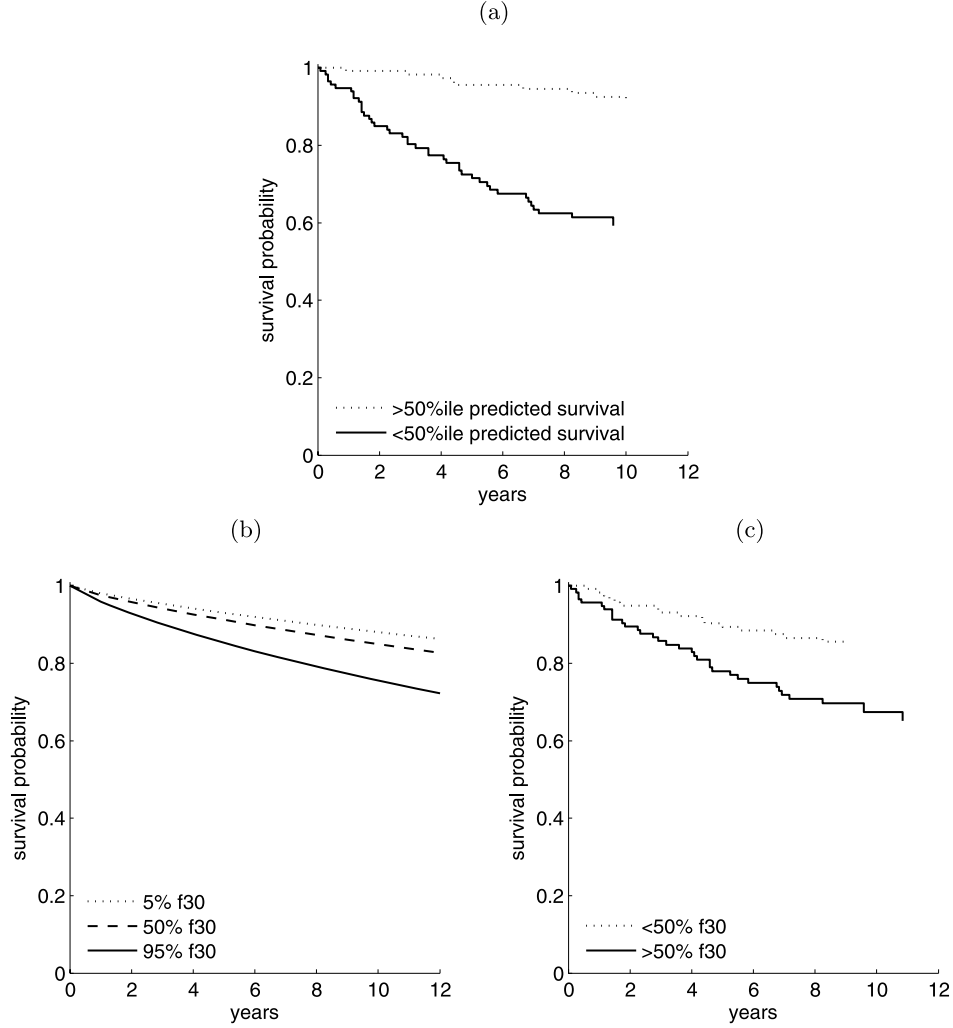 (a)
survival probability
1
0.8
0.6
0.4
0.2
0
>50%ile predicted survival
<50%ile predicted survival
0 2 4 6 8 10 12
years
(b)
survival probability
1
0.8
0.6
0.4
0.2
0
5% f30
50% f30
95% f30
0 2 4 6 8 10 12
years
(c)
survival probability
1
0.8
0.6
0.4
0.2
0
<50% f30
>50% f30
0 2 4 6 8 10 12
years